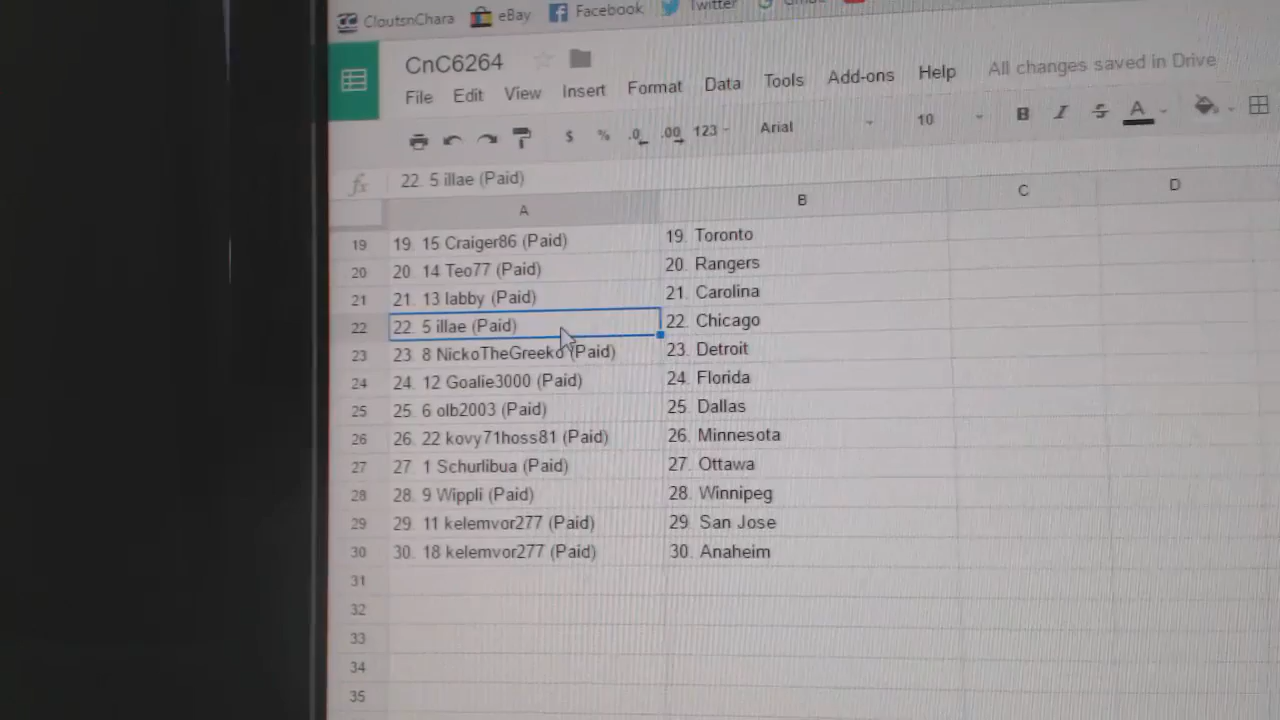 CloutsnChara eBay Facebook Twitter
CnC6264
File Edit View Insert Format Data Tools Add-ons Help All changes saved in Drive
$ % .0 .00 123 Arial 10 B I S A
fx 22. 5 illae (Paid)
A B C D
19 19. 15 Craiger86 (Paid) 19. Toronto
20 20. 14 Teo77 (Paid) 20. Rangers
21 21. 13 labby (Paid) 21. Carolina
22 22. 5 illae (Paid) 22. Chicago
23 23. 8 NickoTheGreeko (Paid) 23. Detroit
24 24. 12 Goalie3000 (Paid) 24. Florida
25 25. 6 olb2003 (Paid) 25. Dallas
26 26. 22 kovy71hoss81 (Paid) 26. Minnesota
27 27. 1 Schurlibua (Paid) 27. Ottawa
28 28. 9 Wippli (Paid) 28. Winnipeg
29 29. 11 kelemvor277 (Paid) 29. San Jose
30 30. 18 kelemvor277 (Paid) 30. Anaheim
31
32
33
34
35